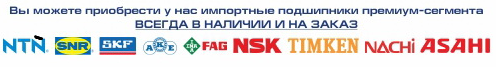 Вы можете приобрести у нас импортные подшипники премиум-сегмента
ВСЕГДА В НАЛИЧИИ И НА ЗАКАЗ
NTN SNR SKF FAG NSK TIMKEN NACHI ASAHI